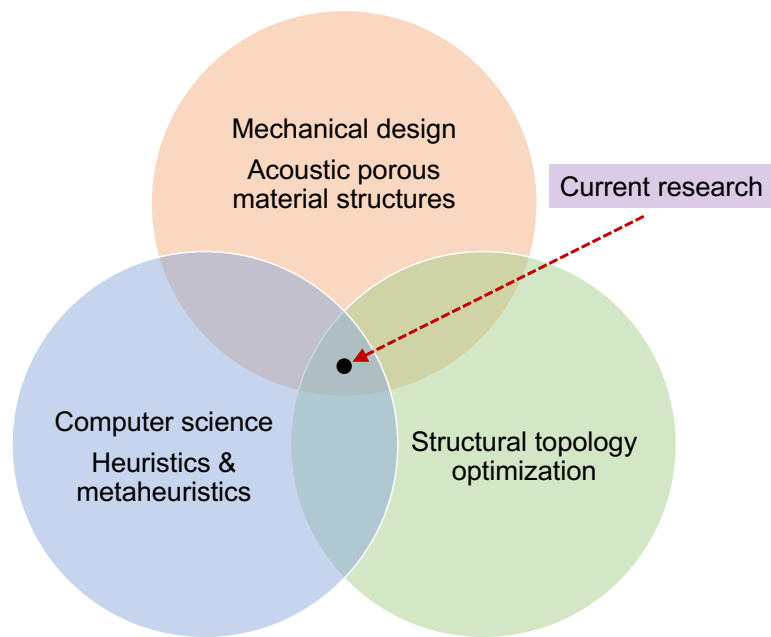 Mechanical design
Acoustic porous
material structures
Current research
Computer science
Heuristics &
metaheuristics
Structural topology
optimization